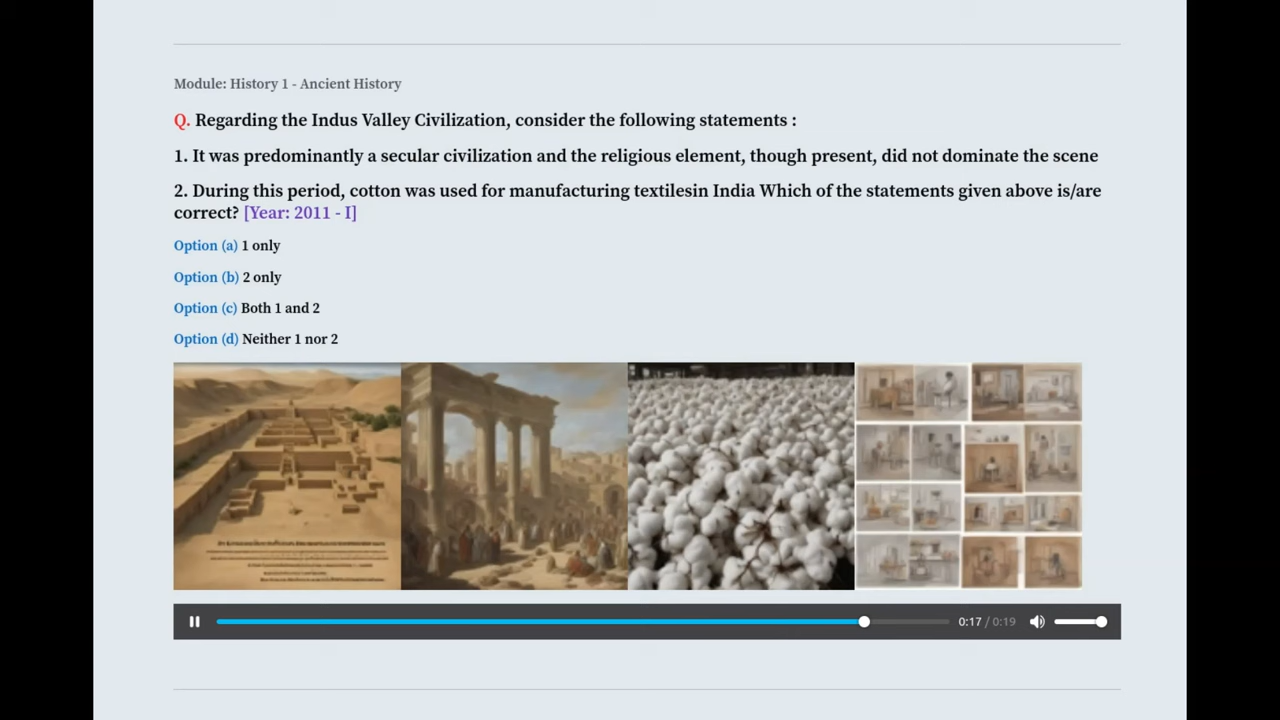 Module: History 1 - Ancient History
Q. Regarding the Indus Valley Civilization, consider the following statements :
1. It was predominantly a secular civilization and the religious element, though present, did not dominate the scene
2. During this period, cotton was used for manufacturing textilesin India Which of the statements given above is/are
correct? [Year: 2011 - I]
Option (a) 1 only
Option (b) 2 only
Option (c) Both 1 and 2
Option (d) Neither 1 nor 2
0:17 / 0:19